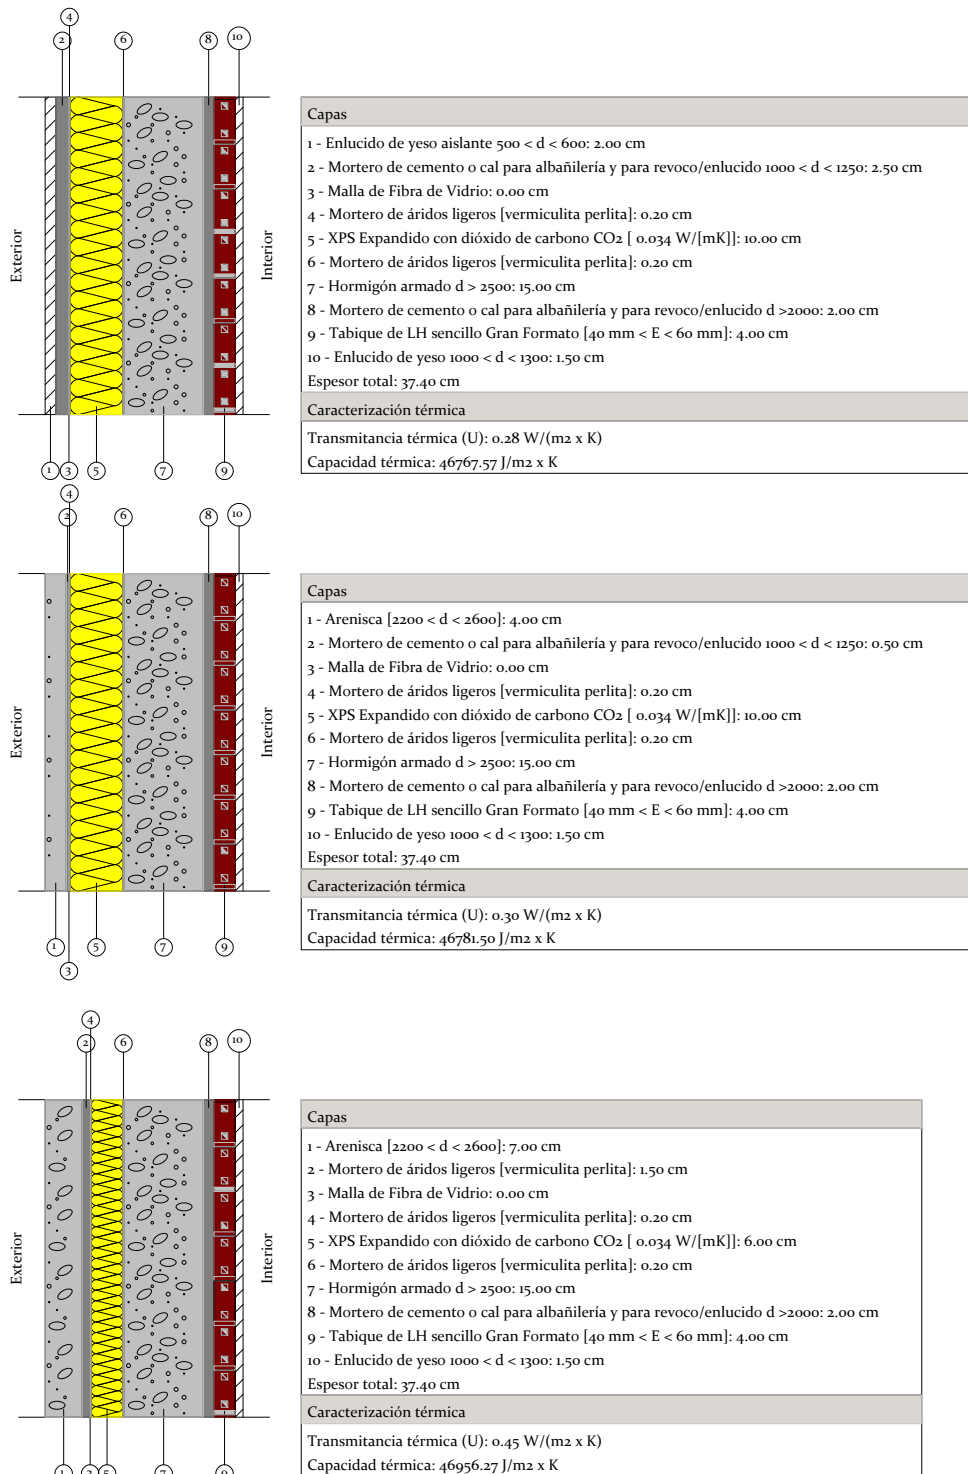 4
2 6 8 10
Exterior
Interior
1 3 5 7 9
Capas
1 - Enlucido de yeso aislante 500 < d < 600: 2.00 cm
2 - Mortero de cemento o cal para albañilería y para revoco/enlucido 1000 < d < 1250: 2.50 cm
3 - Malla de Fibra de Vidrio: 0.00 cm
4 - Mortero de áridos ligeros [vermiculita perlita]: 0.20 cm
5 - XPS Expandido con dióxido de carbono CO2 [ 0.034 W/[mK]]: 10.00 cm
6 - Mortero de áridos ligeros [vermiculita perlita]: 0.20 cm
7 - Hormigón armado d > 2500: 15.00 cm
8 - Mortero de cemento o cal para albañilería y para revoco/enlucido d >2000: 2.00 cm
9 - Tabique de LH sencillo Gran Formato [40 mm < E < 60 mm]: 4.00 cm
10 - Enlucido de yeso 1000 < d < 1300: 1.50 cm
Espesor total: 37.40 cm
Caracterización térmica
Transmitancia térmica (U): 0.28 W/(m2 x K)
Capacidad térmica: 46767.57 J/m2 x K
4
2 6 8 10
Exterior
Interior
1 5 7 9
3
Capas
1 - Arenisca [2200 < d < 2600]: 4.00 cm
2 - Mortero de cemento o cal para albañilería y para revoco/enlucido 1000 < d < 1250: 0.50 cm
3 - Malla de Fibra de Vidrio: 0.00 cm
4 - Mortero de áridos ligeros [vermiculita perlita]: 0.20 cm
5 - XPS Expandido con dióxido de carbono CO2 [ 0.034 W/[mK]]: 10.00 cm
6 - Mortero de áridos ligeros [vermiculita perlita]: 0.20 cm
7 - Hormigón armado d > 2500: 15.00 cm
8 - Mortero de cemento o cal para albañilería y para revoco/enlucido d >2000: 2.00 cm
9 - Tabique de LH sencillo Gran Formato [40 mm < E < 60 mm]: 4.00 cm
10 - Enlucido de yeso 1000 < d < 1300: 1.50 cm
Espesor total: 37.40 cm
Caracterización térmica
Transmitancia térmica (U): 0.30 W/(m2 x K)
Capacidad térmica: 46781.50 J/m2 x K
4
2 6 8 10
Exterior
Interior
1 3 5 7 9
Capas
1 - Arenisca [2200 < d < 2600]: 7.00 cm
2 - Mortero de áridos ligeros [vermiculita perlita]: 1.50 cm
3 - Malla de Fibra de Vidrio: 0.00 cm
4 - Mortero de áridos ligeros [vermiculita perlita]: 0.20 cm
5 - XPS Expandido con dióxido de carbono CO2 [ 0.034 W/[mK]]: 6.00 cm
6 - Mortero de áridos ligeros [vermiculita perlita]: 0.20 cm
7 - Hormigón armado d > 2500: 15.00 cm
8 - Mortero de cemento o cal para albañilería y para revoco/enlucido d >2000: 2.00 cm
9 - Tabique de LH sencillo Gran Formato [40 mm < E < 60 mm]: 4.00 cm
10 - Enlucido de yeso 1000 < d < 1300: 1.50 cm
Espesor total: 37.40 cm
Caracterización térmica
Transmitancia térmica (U): 0.45 W/(m2 x K)
Capacidad térmica: 46956.27 J/m2 x K